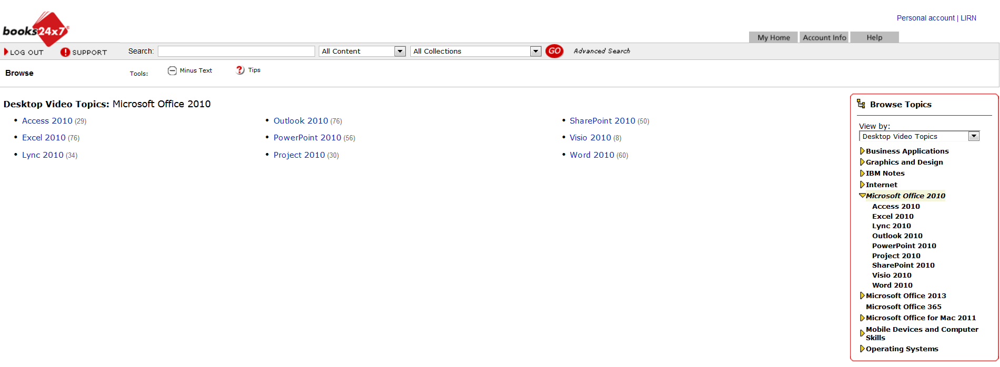 Personal account | LIRN
books24x7®
My Home Account Info Help
LOG OUT ! SUPPORT Search: All Content All Collections GO Advanced Search
Browse Tools: Minus Text ? Tips
Desktop Video Topics: Microsoft Office 2010
• Access 2010 (29) • Outlook 2010 (76) • SharePoint 2010 (50)
• Excel 2010 (76) • PowerPoint 2010 (56) • Visio 2010 (8)
• Lync 2010 (34) • Project 2010 (30) • Word 2010 (60)
Browse Topics
View by:
Desktop Video Topics
Business Applications
Graphics and Design
IBM Notes
Internet
Microsoft Office 2010
Access 2010
Excel 2010
Lync 2010
Outlook 2010
PowerPoint 2010
Project 2010
SharePoint 2010
Visio 2010
Word 2010
Microsoft Office 2013
Microsoft Office 365
Microsoft Office for Mac 2011
Mobile Devices and Computer
Skills
Operating Systems